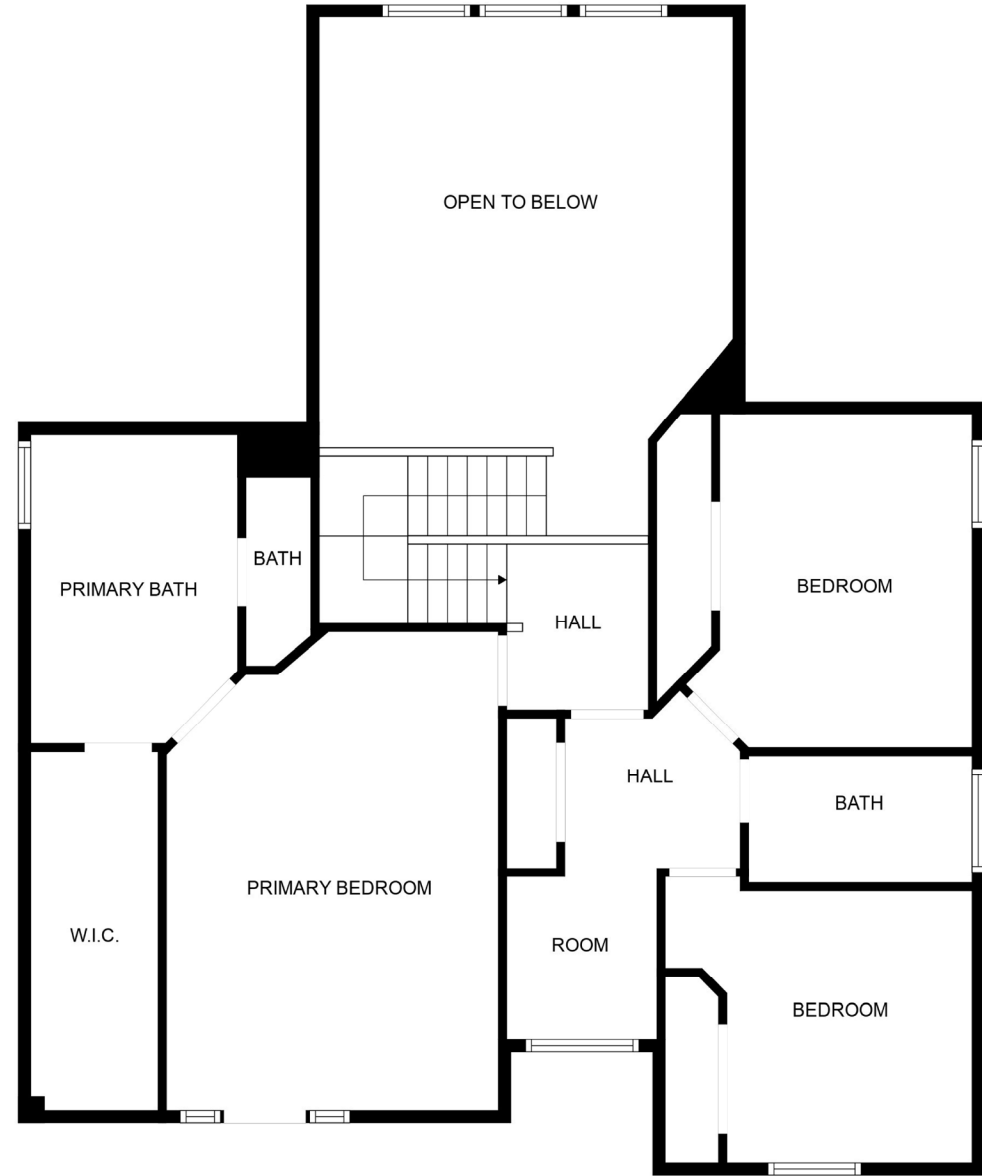 OPEN TO BELOW
BATH
PRIMARY BATH
BEDROOM
HALL
HALL
BATH
PRIMARY BEDROOM
W.I.C.
ROOM
BEDROOM